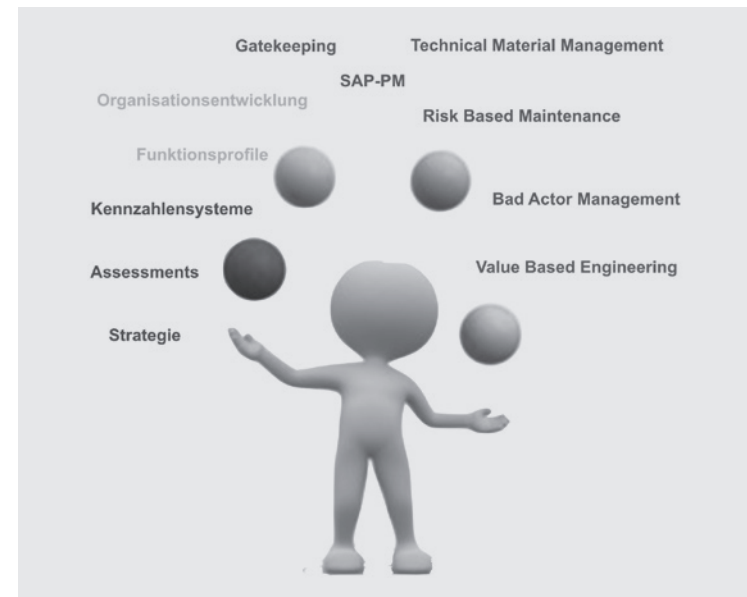 Gatekeeping
Technical Material Management
SAP-PM
Organisationsentwicklung
Risk Based Maintenance
Funktionsprofile
Bad Actor Management
Kennzahlensysteme
Assessments
Value Based Engineering
Strategie